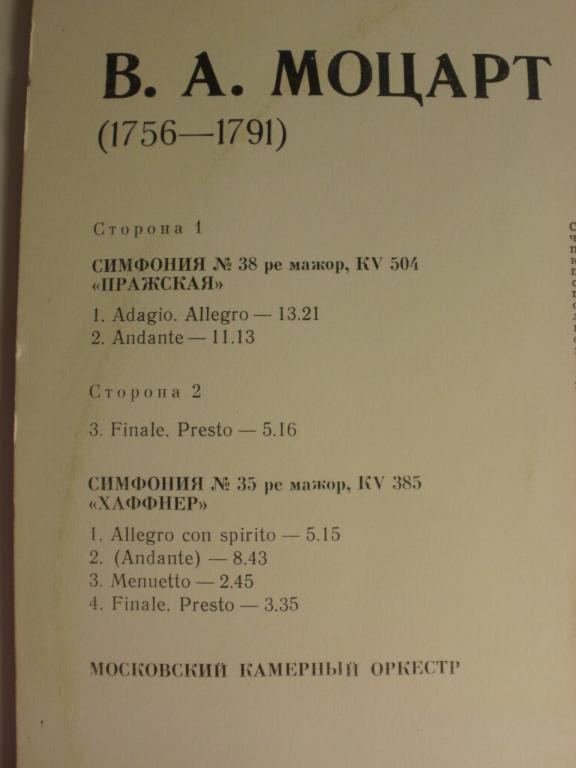 В. А. МОЦАРТ
(1756—1791)
Сторона 1
СИМФОНИЯ № 38 ре мажор, KV 504
«ПРАЖСКАЯ»
1. Adagio. Allegro — 13.21
2. Andante — 11.13
Сторона 2
3. Finale. Presto — 5.16
СИМФОНИЯ № 35 ре мажор, KV 385
«ХАФФНЕР»
1. Allegro con spirito — 5.15
2. (Andante) — 8.43
3. Menuetto — 2.45
4. Finale. Presto — 3.35
МОСКОВСКИЙ КАМЕРНЫЙ ОРКЕСТР